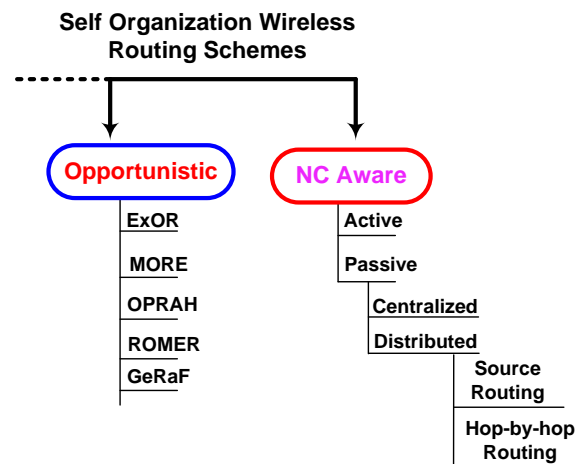 Self Organization Wireless
Routing Schemes
Opportunistic
NC Aware
ExOR
MORE
OPRAH
ROMER
GeRaF
Active
Passive
Centralized
Distributed
Source
Routing
Hop-by-hop
Routing